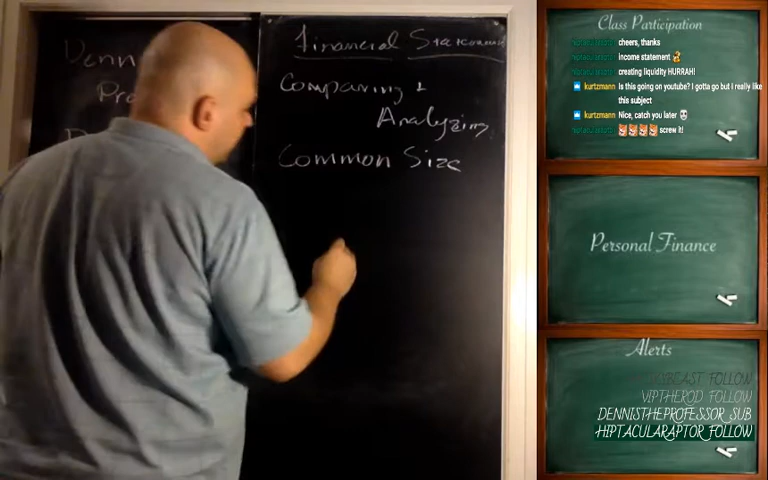 Denn
Pro
Financial Statements
Comparing +
Analyzing
Common Size
Class Participation
cheers, thanks
Income statement
creating liquidity HURRAH!
kurtzmann Is this going on youtube? I gotta go but I really like
this subject
kurtzmann Nice, catch you later
screw it!
Personal Finance
Alerts
FOLLOW
VIPTHEROD FOLLOW
DENNISTHEPROFESSOR SUB
HIPTACULARAPTOR FOLLOW